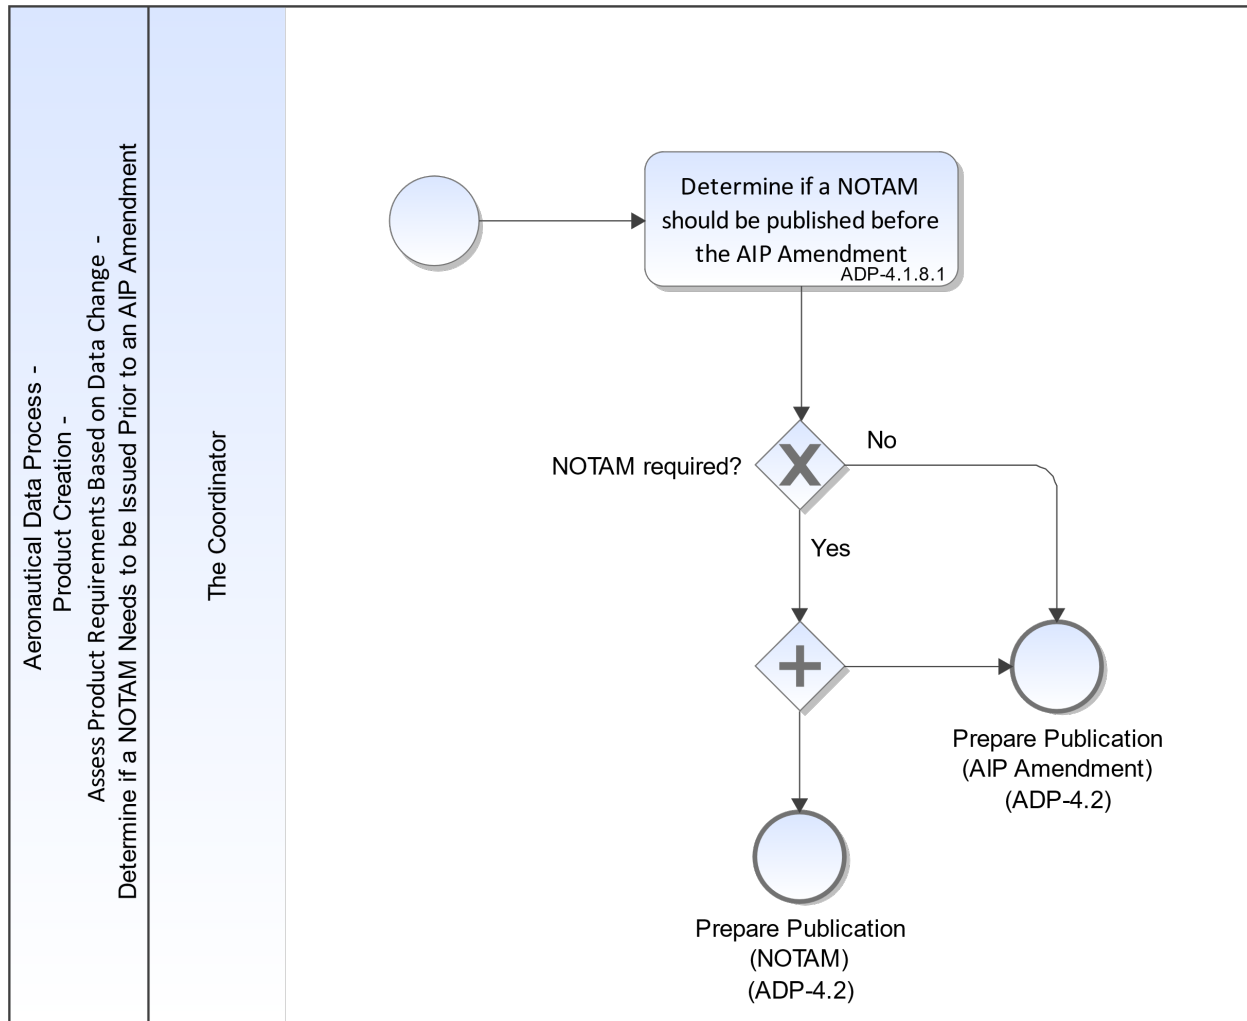 Aeronautical Data Process -
Product Creation -
Assess Product Requirements Based on Data Change -
Determine if a NOTAM Needs to be Issued Prior to an AIP Amendment
The Coordinator
Determine if a NOTAM
should be published before
the AIP Amendment
ADP-4.1.8.1
NOTAM required?
No
Yes
Prepare Publication
(AIP Amendment)
(ADP-4.2)
Prepare Publication
(NOTAM)
(ADP-4.2)